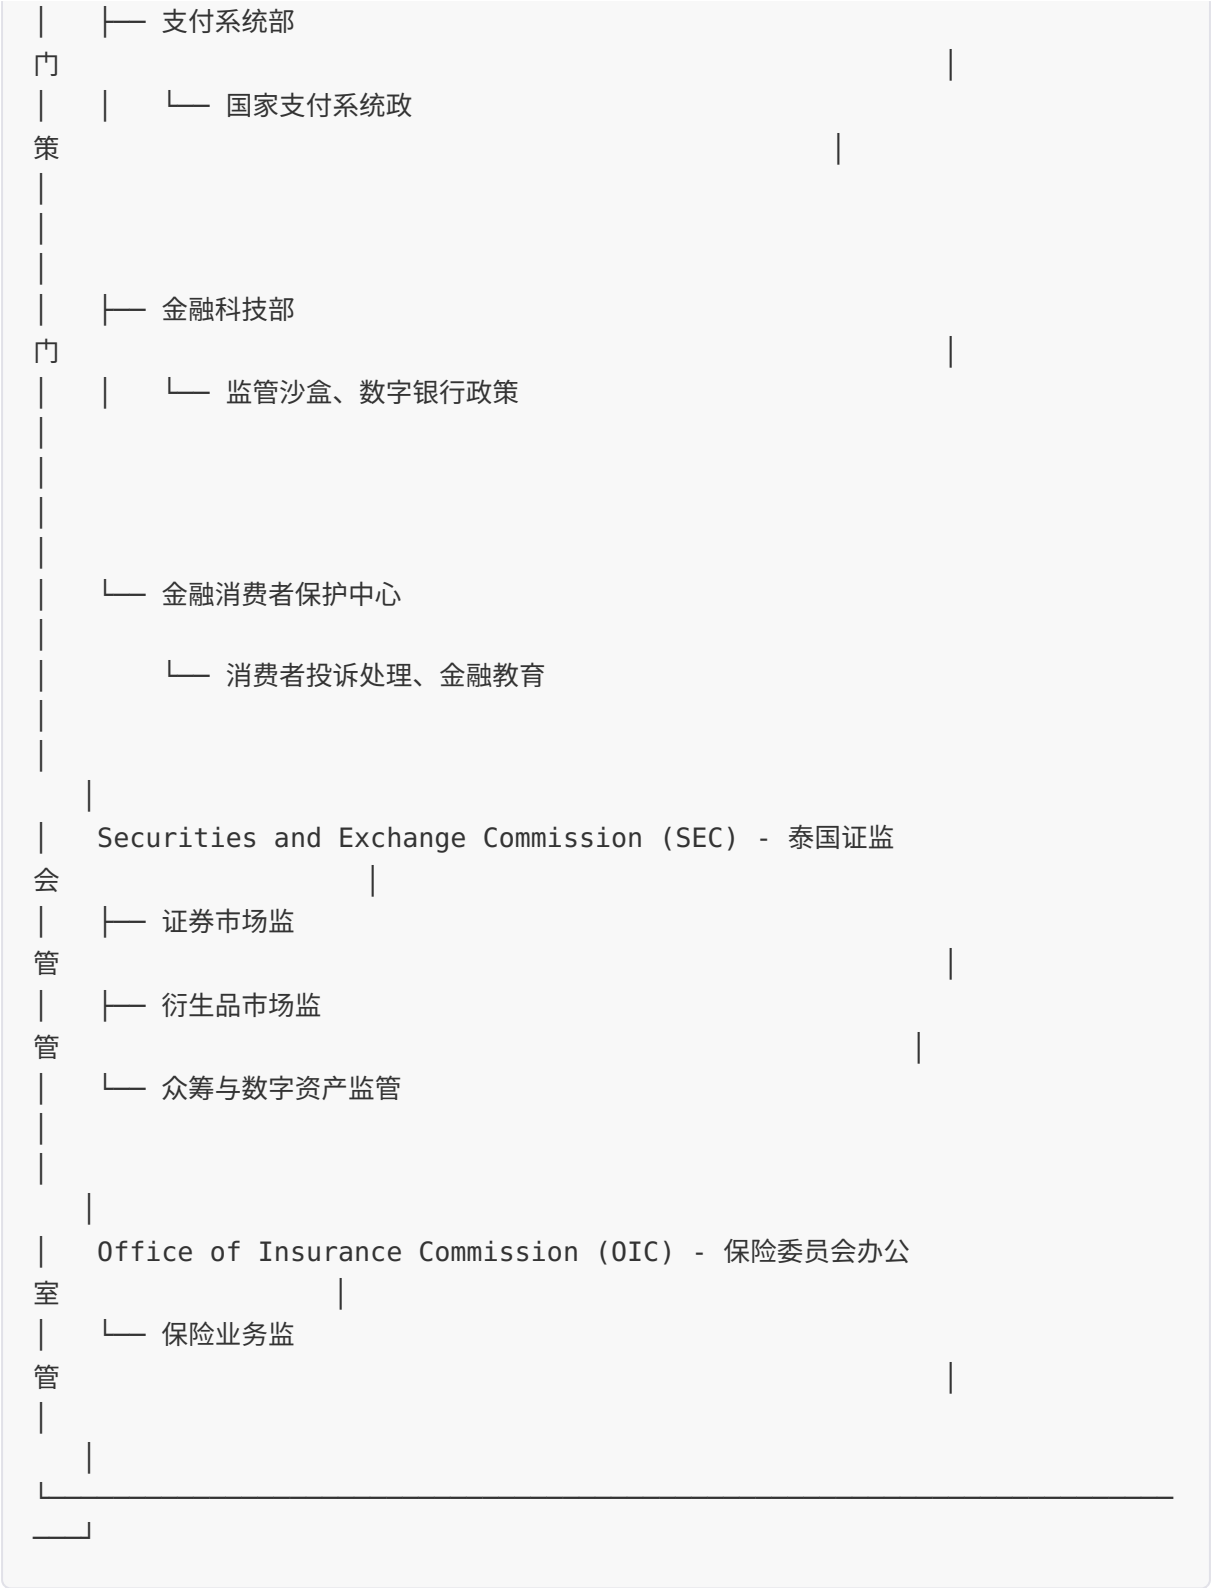 │   ├── 支付系统部
门                                                         │
│   │   └── 国家支付系统政
策                                                  │
│
│
│
│   ├── 金融科技部
门                                                         │
│   │   └── 监管沙盒、数字银行政策
│
│
│
│
│   └── 金融消费者保护中心
│
│       └── 消费者投诉处理、金融教育
│
│
   │
│   Securities and Exchange Commission (SEC) - 泰国证监
会                     │
│   ├── 证券市场监
管                                                         │
│   ├── 衍生品市场监
管                                                       │
│   └── 众筹与数字资产监管
│
│
   │
│   Office of Insurance Commission (OIC) - 保险委员会办公
室                   │
│   └── 保险业务监
管                                                         │
│
   │
└──────────────────────────────────────────────────────────────────────
───┘